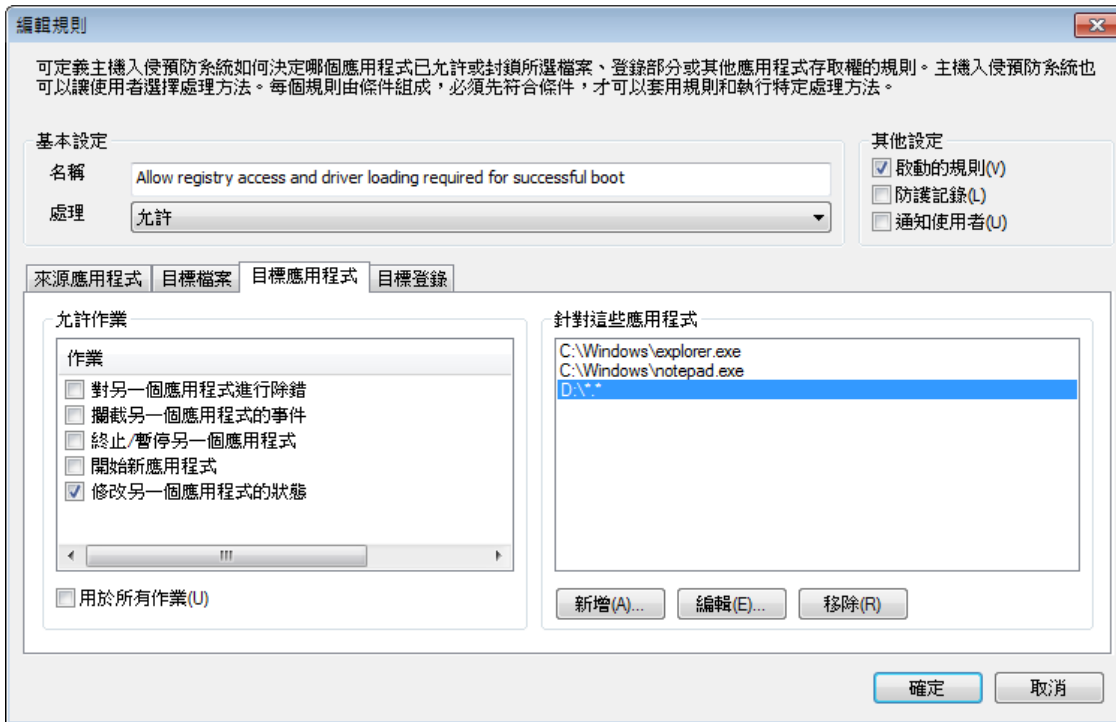 編輯規則
可定義主機入侵預防系統如何決定哪個應用程式已允許或封鎖所選檔案、登錄部分或其他應用程式存取權的規則。主機入侵預防系統也
可以讓使用者選擇處理方法。每個規則由條件組成，必須先符合條件，才可以套用規則和執行特定處理方法。
基本設定
名稱
Allow registry access and driver loading required for successful boot
處理
允許
其他設定
啟動的規則(V)
防護記錄(L)
通知使用者(U)
來源應用程式 目標檔案 目標應用程式 目標登錄
允許作業
作業
對另一個應用程式進行除錯
攔截另一個應用程式的事件
終止/暫停另一個應用程式
開始新應用程式
修改另一個應用程式的狀態
用於所有作業(U)
針對這些應用程式
C:\Windows\explorer.exe
C:\Windows\notepad.exe
D:\*.*
新增(A)... 編輯(E)... 移除(R)
確定 取消